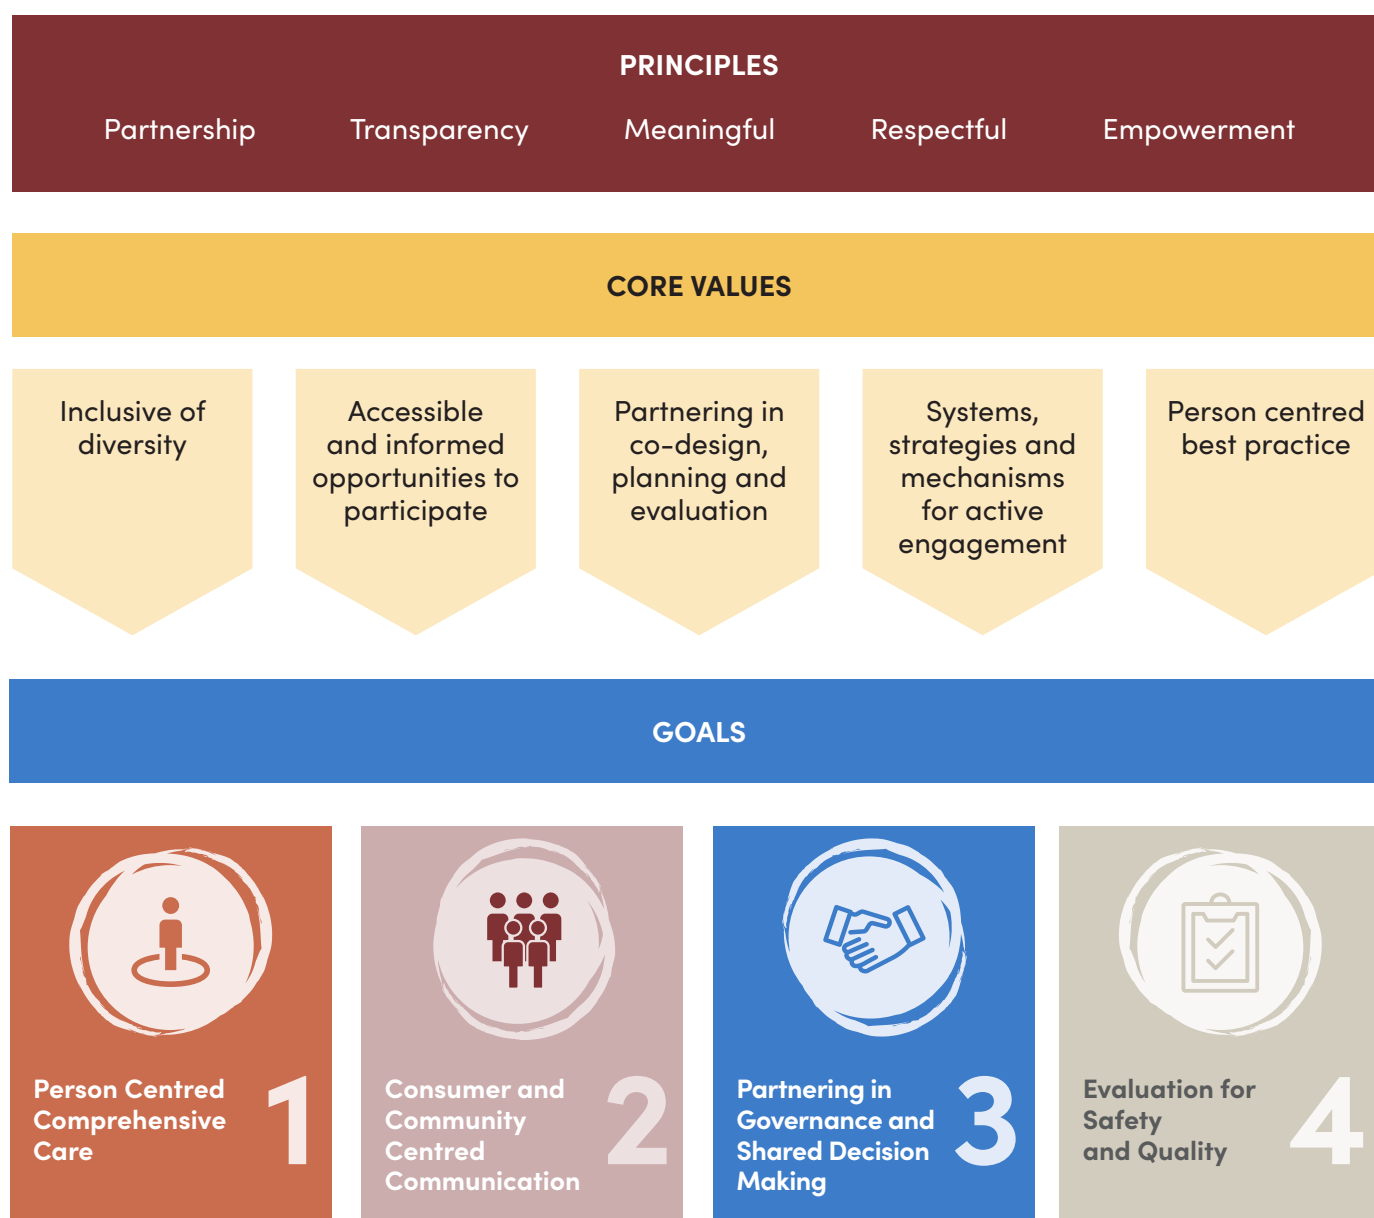 PRINCIPLES
Partnership Transparency Meaningful Respectful Empowerment
CORE VALUES
Inclusive of
diversity
Accessible
and informed
opportunities to
participate
Partnering in
co-design,
planning and
evaluation
Systems,
strategies and
mechanisms
for active
engagement
Person centred
best practice
GOALS
Person Centred
Comprehensive
Care
1
Consumer and
Community
Centred
Communication
2
Partnering in
Governance and
Shared Decision
Making
3
Evaluation for
Safety
and Quality
4